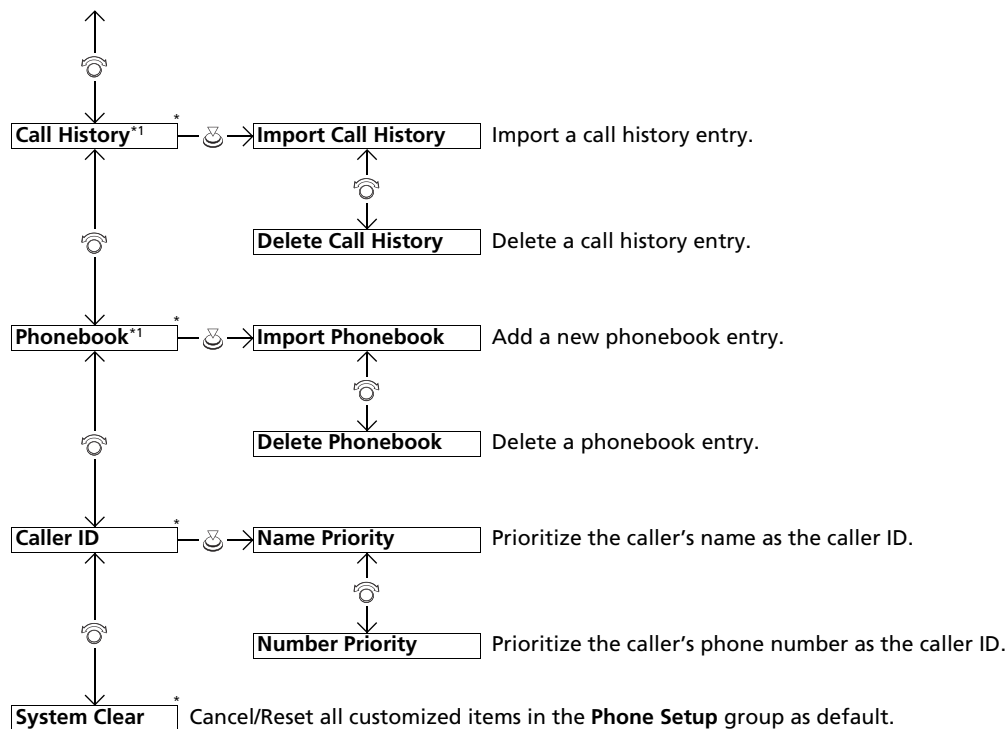 Call History*1 * Import Call History Import a call history entry.
Delete Call History Delete a call history entry.
Phonebook*1 * Import Phonebook Add a new phonebook entry.
Delete Phonebook Delete a phonebook entry.
Caller ID * Name Priority Prioritize the caller's name as the caller ID.
Number Priority Prioritize the caller's phone number as the caller ID.
System Clear * Cancel/Reset all customized items in the Phone Setup group as default.